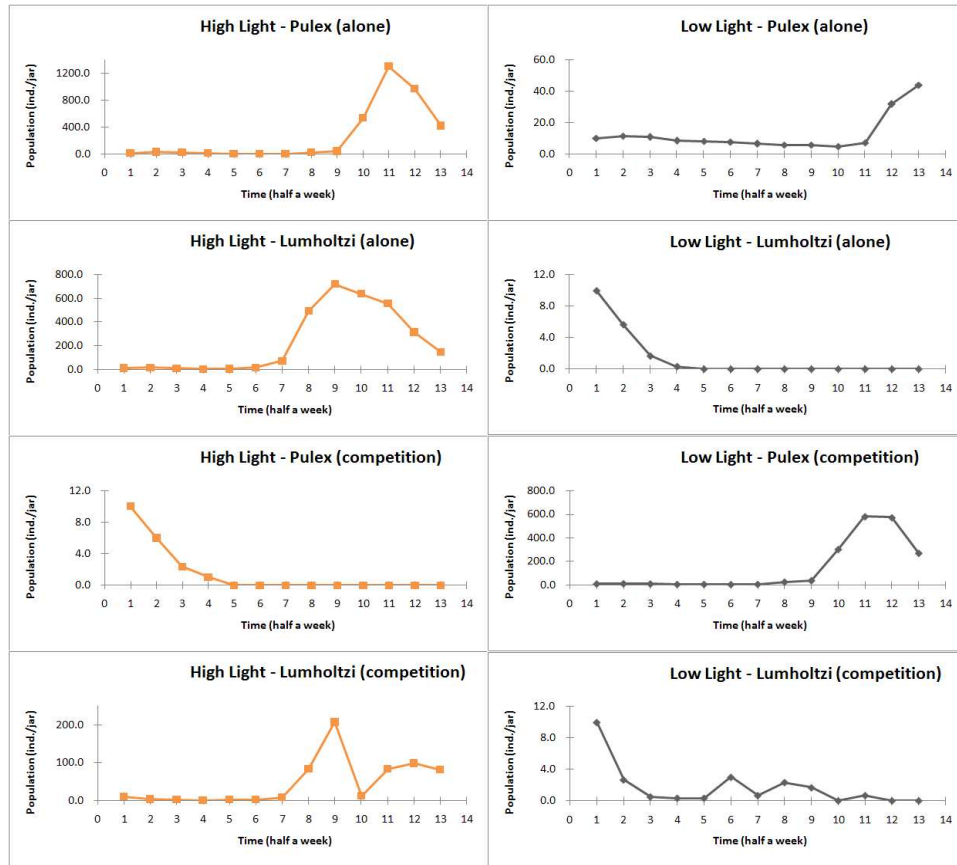 High Light - Pulex (alone)
Population (ind./jar)
1200.0
800.0
400.0
0.0
0 1 2 3 4 5 6 7 8 9 10 11 12 13 14
Time (half a week)
Low Light - Pulex (alone)
Population (ind./jar)
60.0
40.0
20.0
0.0
0 1 2 3 4 5 6 7 8 9 10 11 12 13 14
Time (half a week)
High Light - Lumholtzi (alone)
Population (ind./jar)
800.0
600.0
400.0
200.0
0.0
0 1 2 3 4 5 6 7 8 9 10 11 12 13 14
Time (half a week)
Low Light - Lumholtzi (alone)
Population (ind./jar)
12.0
8.0
4.0
0.0
0 1 2 3 4 5 6 7 8 9 10 11 12 13 14
Time (half a week)
High Light - Pulex (competition)
Population (ind./jar)
12.0
8.0
4.0
0.0
0 1 2 3 4 5 6 7 8 9 10 11 12 13 14
Time (half a week)
Low Light - Pulex (competition)
Population (ind./jar)
800.0
600.0
400.0
200.0
0.0
0 1 2 3 4 5 6 7 8 9 10 11 12 13 14
Time (half a week)
High Light - Lumholtzi (competition)
Population (ind./jar)
200.0
100.0
0.0
0 1 2 3 4 5 6 7 8 9 10 11 12 13 14
Time (half a week)
Low Light - Lumholtzi (competition)
Population (ind./jar)
12.0
8.0
4.0
0.0
0 1 2 3 4 5 6 7 8 9 10 11 12 13 14
Time (half a week)